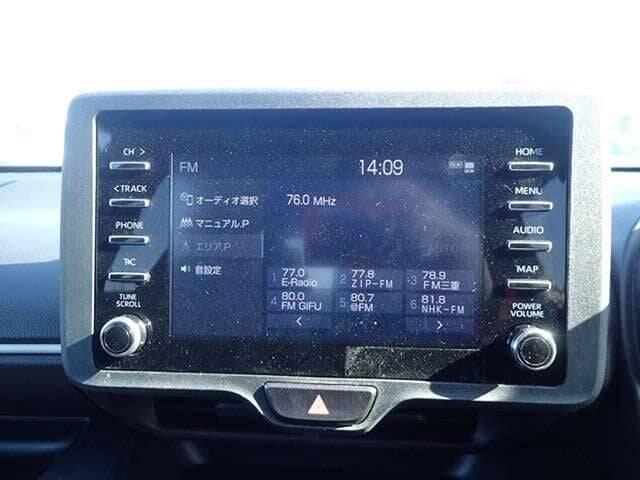 CH >
<TRACK
PHONE
TUNE
SCROLL
FM
14:09
オーディオ選択
76.0 MHz
マニュアル.P
エリア.P
AUTO
音設定
1 77.0
E-Radio
2 77.8
ZIP-FM
3 78.9
FM三重
4 80.0
FM GIFU
5 80.7
@FM
6 81.8
NHK-FM
< >
HOME
MENU
AUDIO
MAP
POWER
VOLUME